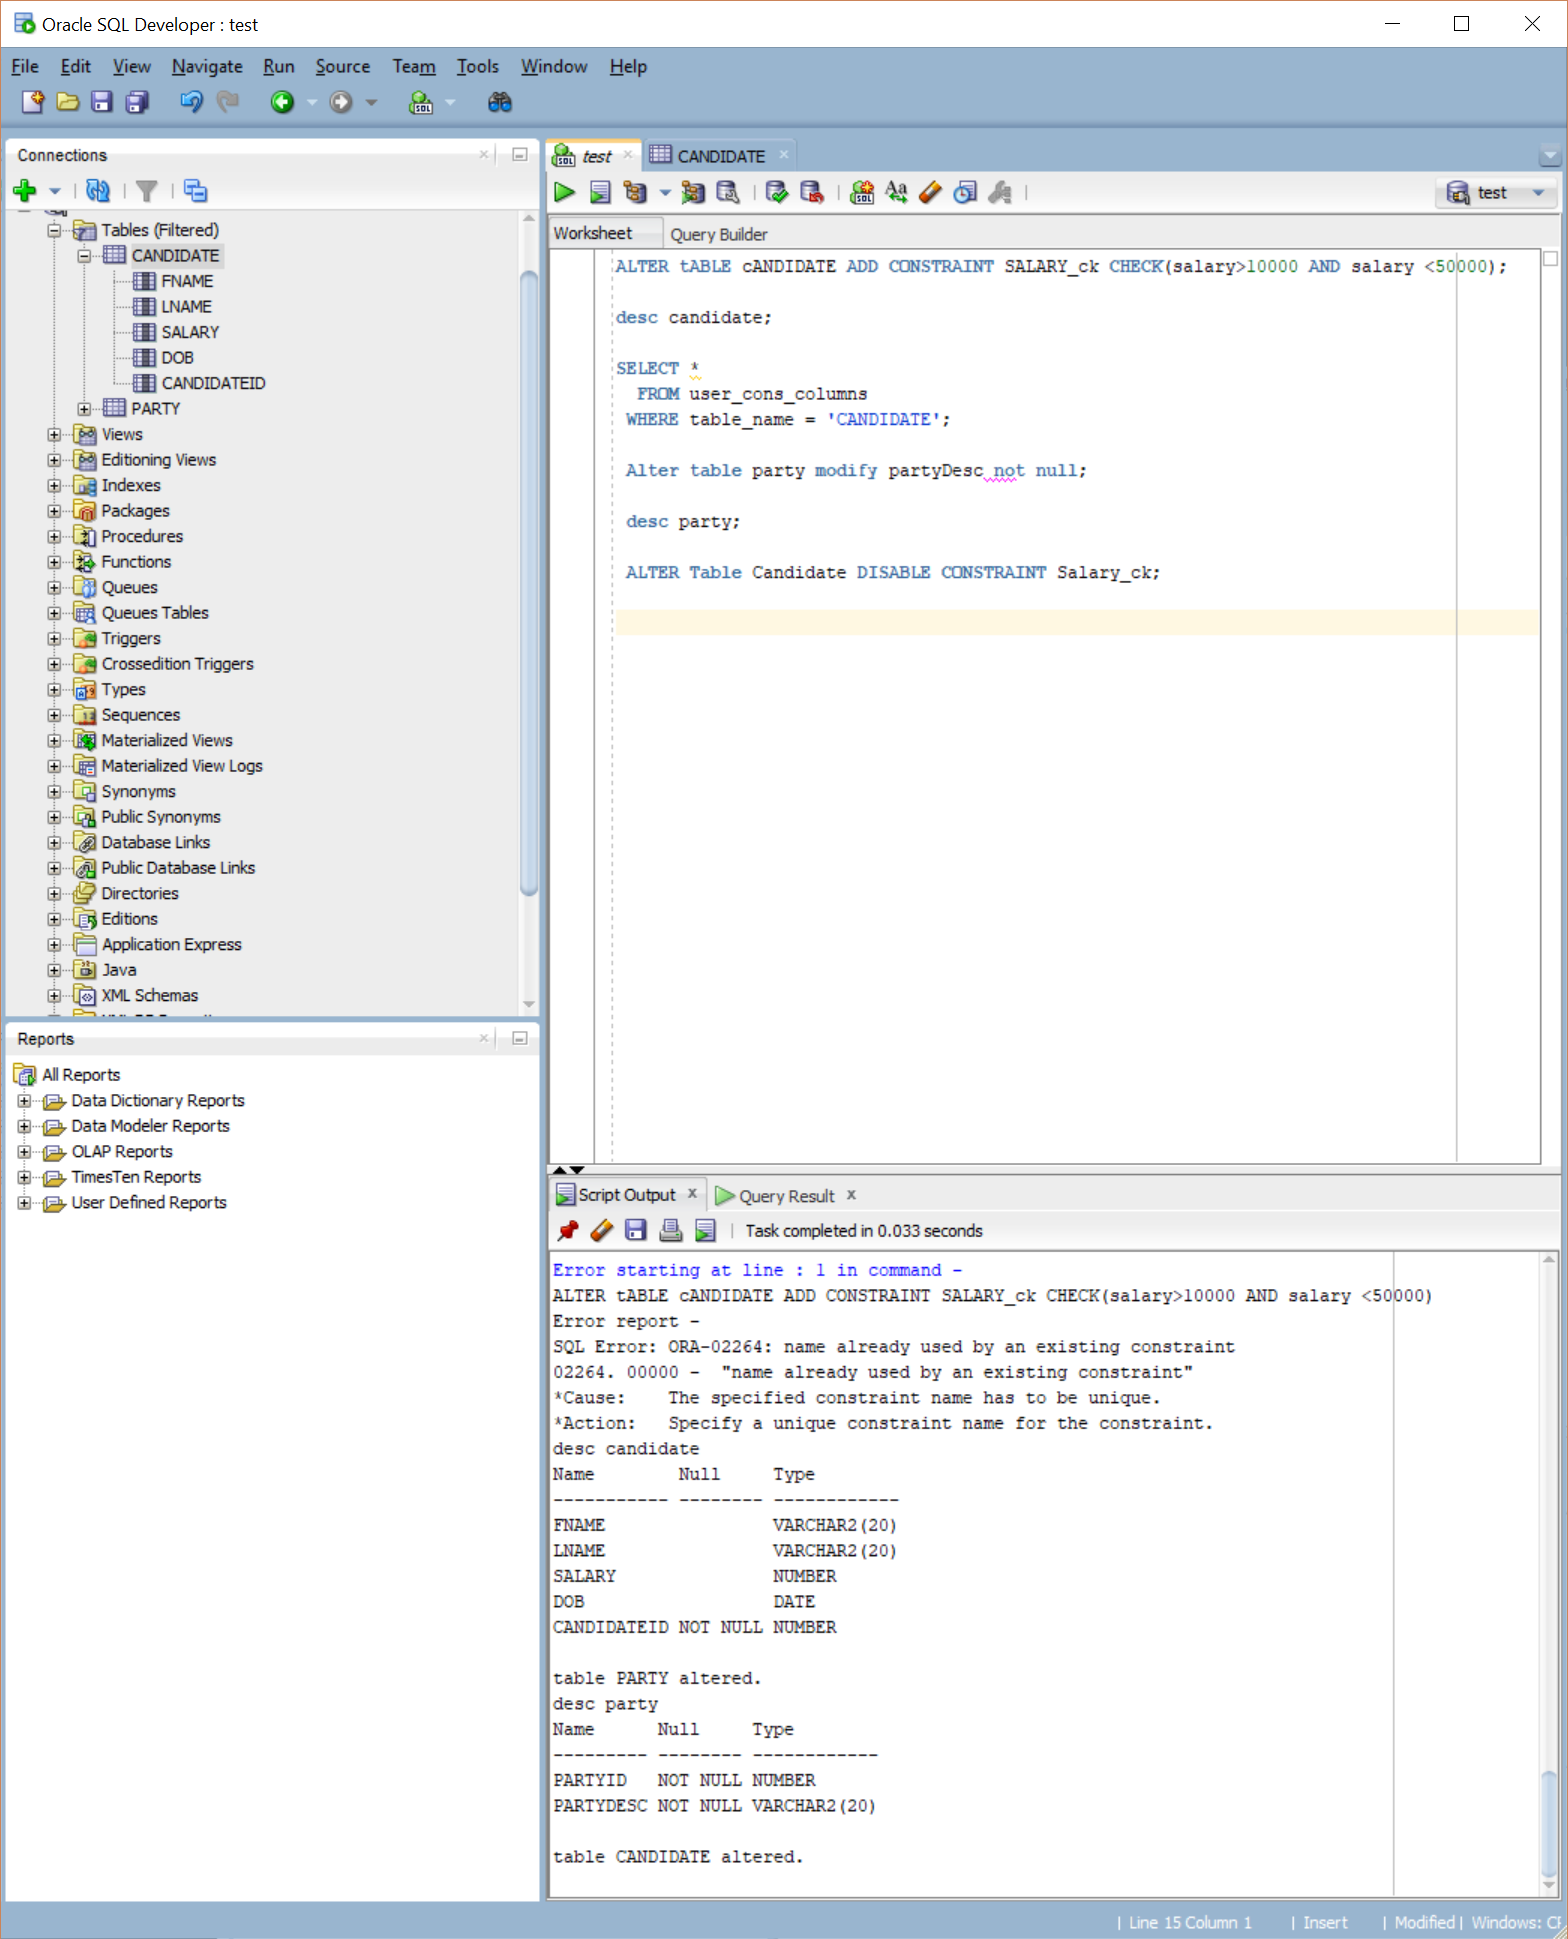 Oracle SQL Developer : test
File Edit View Navigate Run Source Team Tools Window Help
Connections
Tables (Filtered)
CANDIDATE
FNAME
LNAME
SALARY
DOB
CANDIDATEID
PARTY
Views
Editioning Views
Indexes
Packages
Procedures
Functions
Queues
Queues Tables
Triggers
Crossedition Triggers
Types
Sequences
Materialized Views
Materialized View Logs
Synonyms
Public Synonyms
Database Links
Public Database Links
Directories
Editions
Application Express
Java
XML Schemas
Reports
All Reports
Data Dictionary Reports
Data Modeler Reports
OLAP Reports
TimesTen Reports
User Defined Reports
test CANDIDATE
test
Worksheet Query Builder
ALTER tABLE cANDIDATE ADD CONSTRAINT SALARY_ck CHECK(salary>10000 AND salary <50000);
desc candidate;
SELECT *
FROM user_cons_columns
WHERE table_name = 'CANDIDATE';
Alter table party modify partyDesc not null;
desc party;
ALTER Table Candidate DISABLE CONSTRAINT Salary_ck;
Script Output Query Result
Task completed in 0.033 seconds
Error starting at line : 1 in command -
ALTER tABLE cANDIDATE ADD CONSTRAINT SALARY_ck CHECK(salary>10000 AND salary <50000)
Error report -
SQL Error: ORA-02264: name already used by an existing constraint
02264. 00000 - "name already used by an existing constraint"
*Cause: The specified constraint name has to be unique.
*Action: Specify a unique constraint name for the constraint.
desc candidate
Name Null Type
----------- -------- ------------
FNAME VARCHAR2(20)
LNAME VARCHAR2(20)
SALARY NUMBER
DOB DATE
CANDIDATEID NOT NULL NUMBER
table PARTY altered.
desc party
Name Null Type
--------- -------- ------------
PARTYID NOT NULL NUMBER
PARTYDESC NOT NULL VARCHAR2(20)
table CANDIDATE altered.
| Line 15 Column 1 | Insert | Modified | Windows: